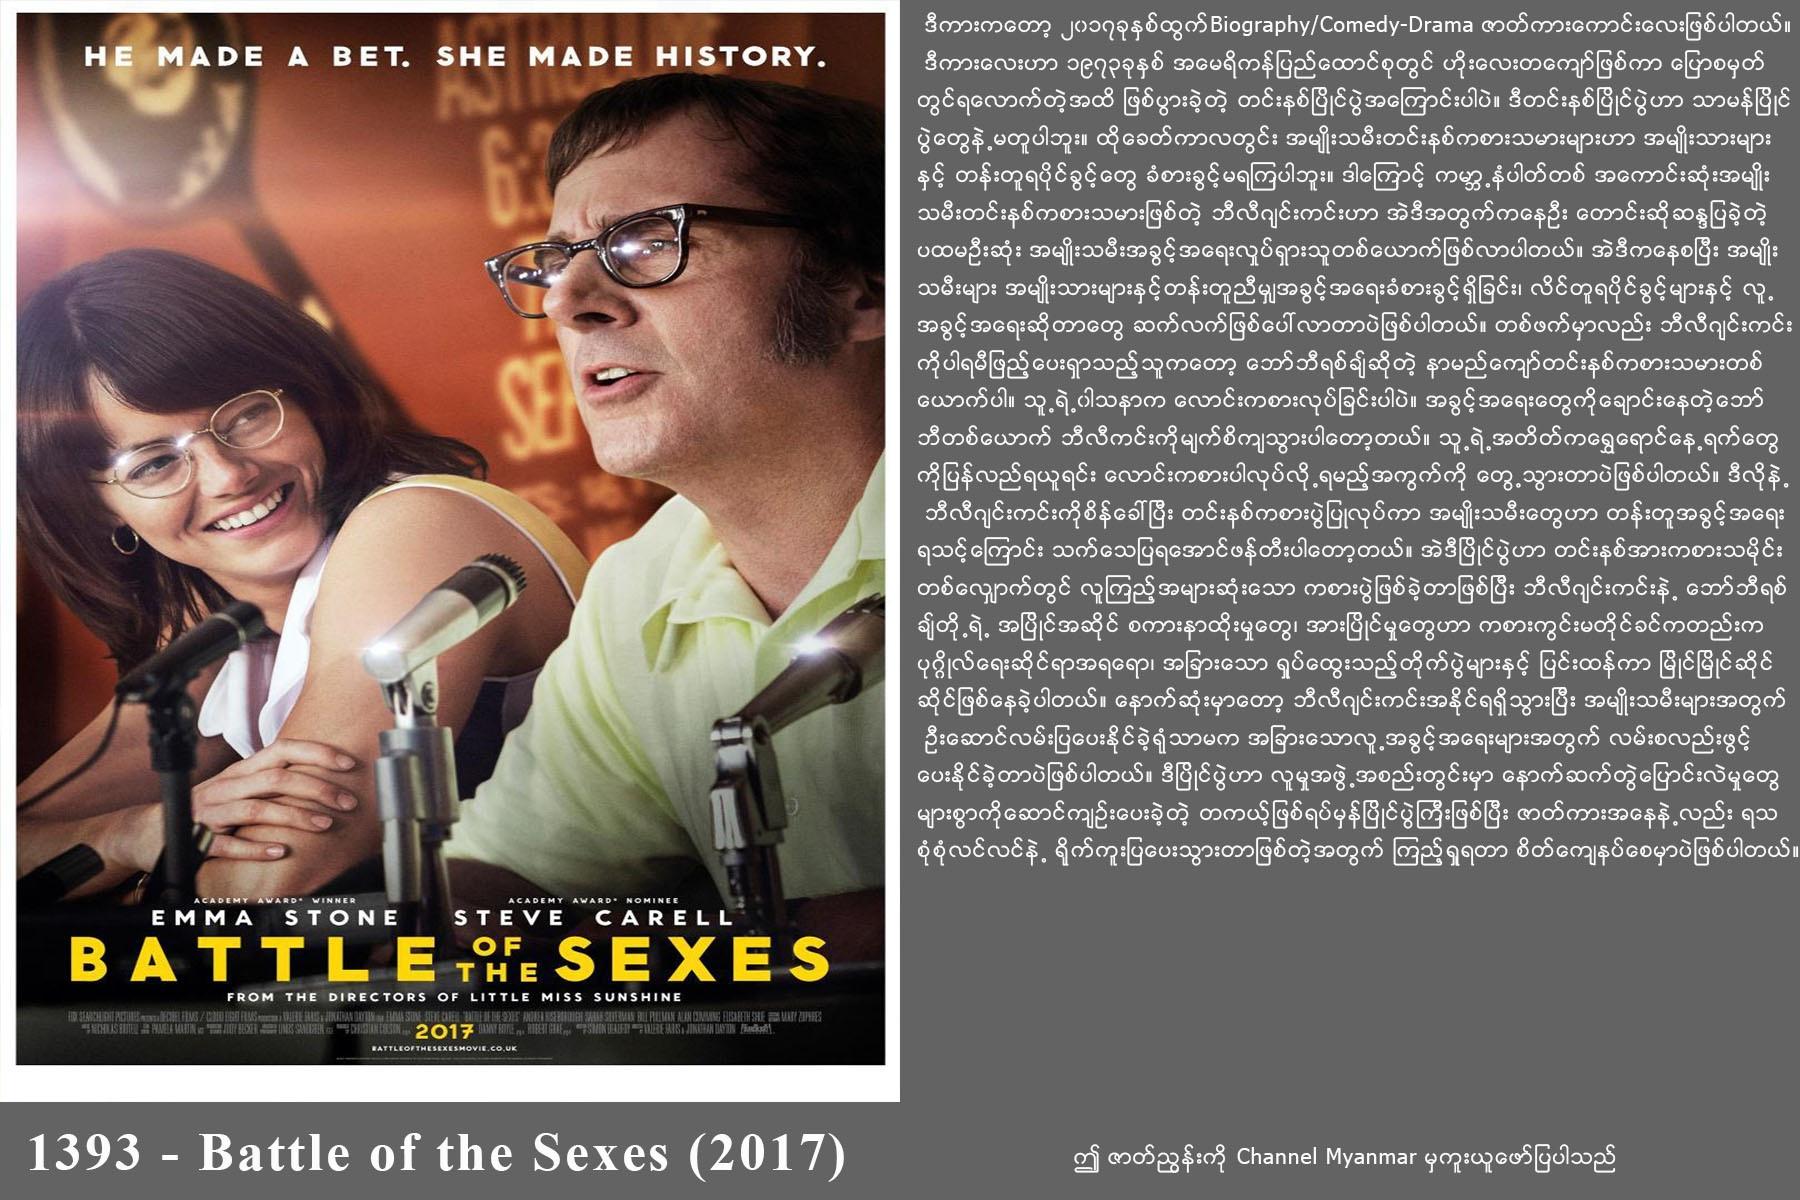 HE MADE A BET. SHE MADE HISTORY.
ACADEMY AWARD® WINNER
EMMA STONE
ACADEMY AWARD® NOMINEE
STEVE CARELL
BATTLE OF THE SEXES
FROM THE DIRECTORS OF LITTLE MISS SUNSHINE
2017
BATTLEOFTHESEXESMOVIE.CO.UK
1393 - Battle of the Sexes (2017)
ဒီကားကတော့ ၂၀၁၇ခုနှစ်ထွက်Biography/Comedy-Drama ဇာတ်ကားကောင်းလေးဖြစ်ပါတယ်။
ဒီကားလေးဟာ ၁၉၇၃ခုနှစ် အမေရိကန်ပြည်ထောင်စုတွင် ဟိုးလေးတကျော်ဖြစ်ကာ ပြောစမှတ်
တွင်ရလောက်တဲ့အထိ ဖြစ်ပွားခဲ့တဲ့ တင်းနစ်ပြိုင်ပွဲအကြောင်းပါပဲ။ ဒီတင်းနစ်ပြိုင်ပွဲဟာ သာမန်ပြိုင်
ပွဲတွေနဲ့မတူပါဘူး။ ထိုခေတ်ကာလတွင်း အမျိုးသမီးတင်းနစ်ကစားသမားများဟာ အမျိုးသားများ
နှင့် တန်းတူရပိုင်ခွင့်တွေ ခံစားခွင့်မရကြပါဘူး။ ဒါကြောင့် ကမ္ဘာ့နံပါတ်တစ် အကောင်းဆုံးအမျိုး
သမီးတင်းနစ်ကစားသမားဖြစ်တဲ့ ဘီလီဂျင်းကင်းဟာ အဲဒီအတွက်ကနေဦး တောင်းဆိုဆန္ဒပြခဲ့တဲ့
ပထမဦးဆုံး အမျိုးသမီးအခွင့်အရေးလှုပ်ရှားသူတစ်ယောက်ဖြစ်လာပါတယ်။ အဲဒီကနေစပြီး အမျိုး
သမီးများ အမျိုးသားများနှင့်တန်းတူညီမျှအခွင့်အရေးခံစားခွင့်ရှိခြင်း၊ လိင်တူရပိုင်ခွင့်များနှင့် လူ့
အခွင့်အရေးဆိုတာတွေ ဆက်လက်ဖြစ်ပေါ်လာတာပဲဖြစ်ပါတယ်။ တစ်ဖက်မှာလည်း ဘီလီဂျင်းကင်း
ကိုပါရမီဖြည့်ပေးရှာသည့်သူကတော့ ဘော်ဘီရစ်ချ်ဆိုတဲ့ နာမည်ကျော်တင်းနစ်ကစားသမားတစ်
ယောက်ပါ။ သူ့ရဲ့ဝါသနာက လောင်းကစားလုပ်ခြင်းပါပဲ။ အခွင့်အရေးတွေကိုချောင်းနေတဲ့ဘော်
ဘီတစ်ယောက် ဘီလီကင်းကိုမျက်စိကျသွားပါတော့တယ်။ သူ့ရဲ့အတိတ်ကရွှေရောင်နေ့ရက်တွေ
ကိုပြန်လည်ရယူရင်း လောင်းကစားပါလုပ်လို့ရမည့်အကွက်ကို တွေ့သွားတာပဲဖြစ်ပါတယ်။ ဒီလိုနဲ့
ဘီလီဂျင်းကင်းကိုစိန်ခေါ်ပြီး တင်းနစ်ကစားပွဲပြုလုပ်ကာ အမျိုးသမီးတွေဟာ တန်းတူအခွင့်အရေး
ရသင့်ကြောင်း သက်သေပြရအောင်ဖန်တီးပါတော့တယ်။ အဲဒီပြိုင်ပွဲဟာ တင်းနစ်အားကစားသမိုင်း
တစ်လျှောက်တွင် လူကြည့်အများဆုံးသော ကစားပွဲဖြစ်ခဲ့တာဖြစ်ပြီး ဘီလီဂျင်းကင်းနဲ့ ဘော်ဘီရစ်
ချ်တို့ရဲ့ အပြိုင်အဆိုင် စကားနာထိုးမှုတွေ၊ အားပြိုင်မှုတွေဟာ ကစားကွင်းမတိုင်ခင်ကတည်းက
ပုဂ္ဂိုလ်ရေးဆိုင်ရာအရရော၊ အခြားသော ရှုပ်ထွေးသည့်တိုက်ပွဲများနှင့် ပြင်းထန်ကာ မြိုင်မြိုင်ဆိုင်
ဆိုင်ဖြစ်နေခဲ့ပါတယ်။ နောက်ဆုံးမှာတော့ ဘီလီဂျင်းကင်းအနိုင်ရရှိသွားပြီး အမျိုးသမီးများအတွက်
ဦးဆောင်လမ်းပြပေးနိုင်ခဲ့ရုံသာမက အခြားသောလူ့အခွင့်အရေးများအတွက် လမ်းစလည်းဖွင့်
ပေးနိုင်ခဲ့တာပဲဖြစ်ပါတယ်။ ဒီပြိုင်ပွဲဟာ လူမှုအဖွဲ့အစည်းတွင်းမှာ နောက်ဆက်တွဲပြောင်းလဲမှုတွေ
များစွာကိုဆောင်ကျဉ်းပေးခဲ့တဲ့ တကယ့်ဖြစ်ရပ်မှန်ပြိုင်ပွဲကြီးဖြစ်ပြီး ဇာတ်ကားအနေနဲ့လည်း ရသ
စုံစုံလင်လင်နဲ့ ရိုက်ကူးပြပေးသွားတာဖြစ်တဲ့အတွက် ကြည့်ရှုရတာ စိတ်ကျေနပ်စေမှာပဲဖြစ်ပါတယ်။
ဤ ဇာတ်ညွှန်းကို Channel Myanmar မှကူးယူဖော်ပြပါသည်